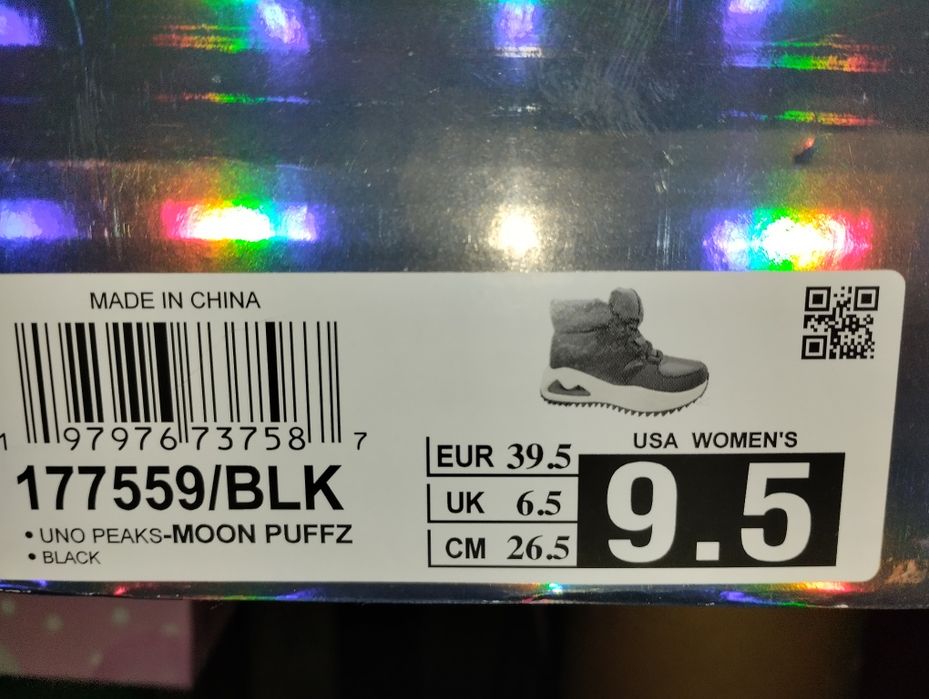 MADE IN CHINA
1 97976 73758 7
177559/BLK
• UNO PEAKS-MOON PUFFZ
• BLACK
EUR 39.5
UK 6.5
CM 26.5
USA WOMEN'S
9.5